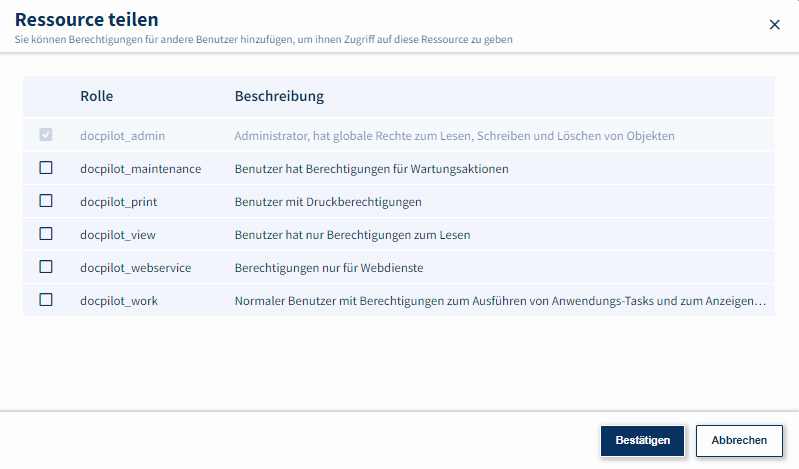 Ressource teilen
Sie können Berechtigungen für andere Benutzer hinzufügen, um ihnen Zugriff auf diese Ressource zu geben
Rolle Beschreibung
docpilot_admin Administrator, hat globale Rechte zum Lesen, Schreiben und Löschen von Objekten
docpilot_maintenance Benutzer hat Berechtigungen für Wartungsaktionen
docpilot_print Benutzer mit Druckberechtigungen
docpilot_view Benutzer hat nur Berechtigungen zum Lesen
docpilot_webservice Berechtigungen nur für Webdienste
docpilot_work Normaler Benutzer mit Berechtigungen zum Ausführen von Anwendungs-Tasks und zum Anzeigen…
Bestätigen Abbrechen